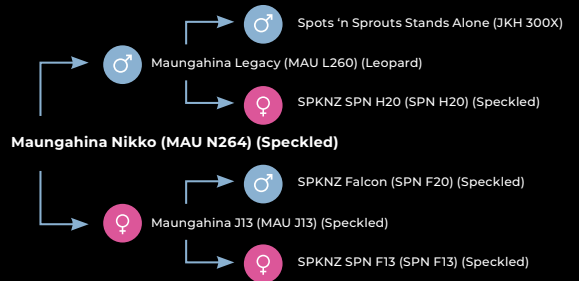 Spots ‘n Sprouts Stands Alone (JKH 300X)
Maungahina Legacy (MAU L260) (Leopard)
SPKNZ SPN H20 (SPN H20) (Speckled)
Maungahina Nikko (MAU N264) (Speckled)
SPKNZ Falcon (SPN F20) (Speckled)
Maungahina J13 (MAU J13) (Speckled)
SPKNZ SPN F13 (SPN F13) (Speckled)